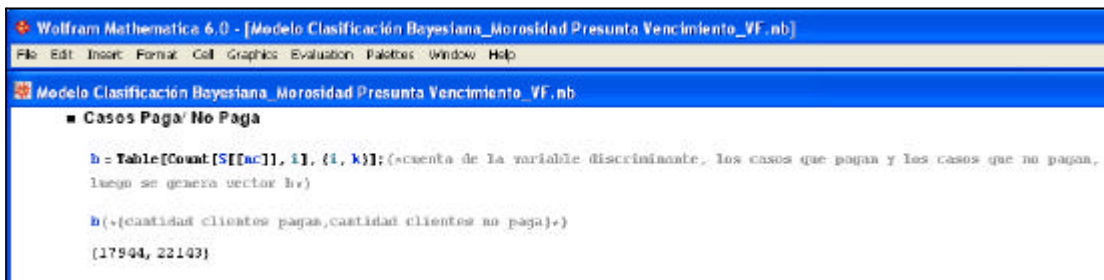 Wolfram Mathematica 6.0 - [Modelo Clasificación Bayesiana_Morosidad Presunta Vencimiento_VF.nb]
File Edit Insert Format Cell Graphics Evaluation Palettes Window Help
Modelo Clasificación Bayesiana_Morosidad Presunta Vencimiento_VF.nb
Casos Paga/ No Paga
h = Table[Count[S[[nc]], i], {i, k}];(*cuenta de la variable discriminante, los casos que pagan y los casos que no pagan,
luego se genera vector h*)
h(*{cantidad clientes pagan,cantidad clientes no paga}*)
{17944, 22143}